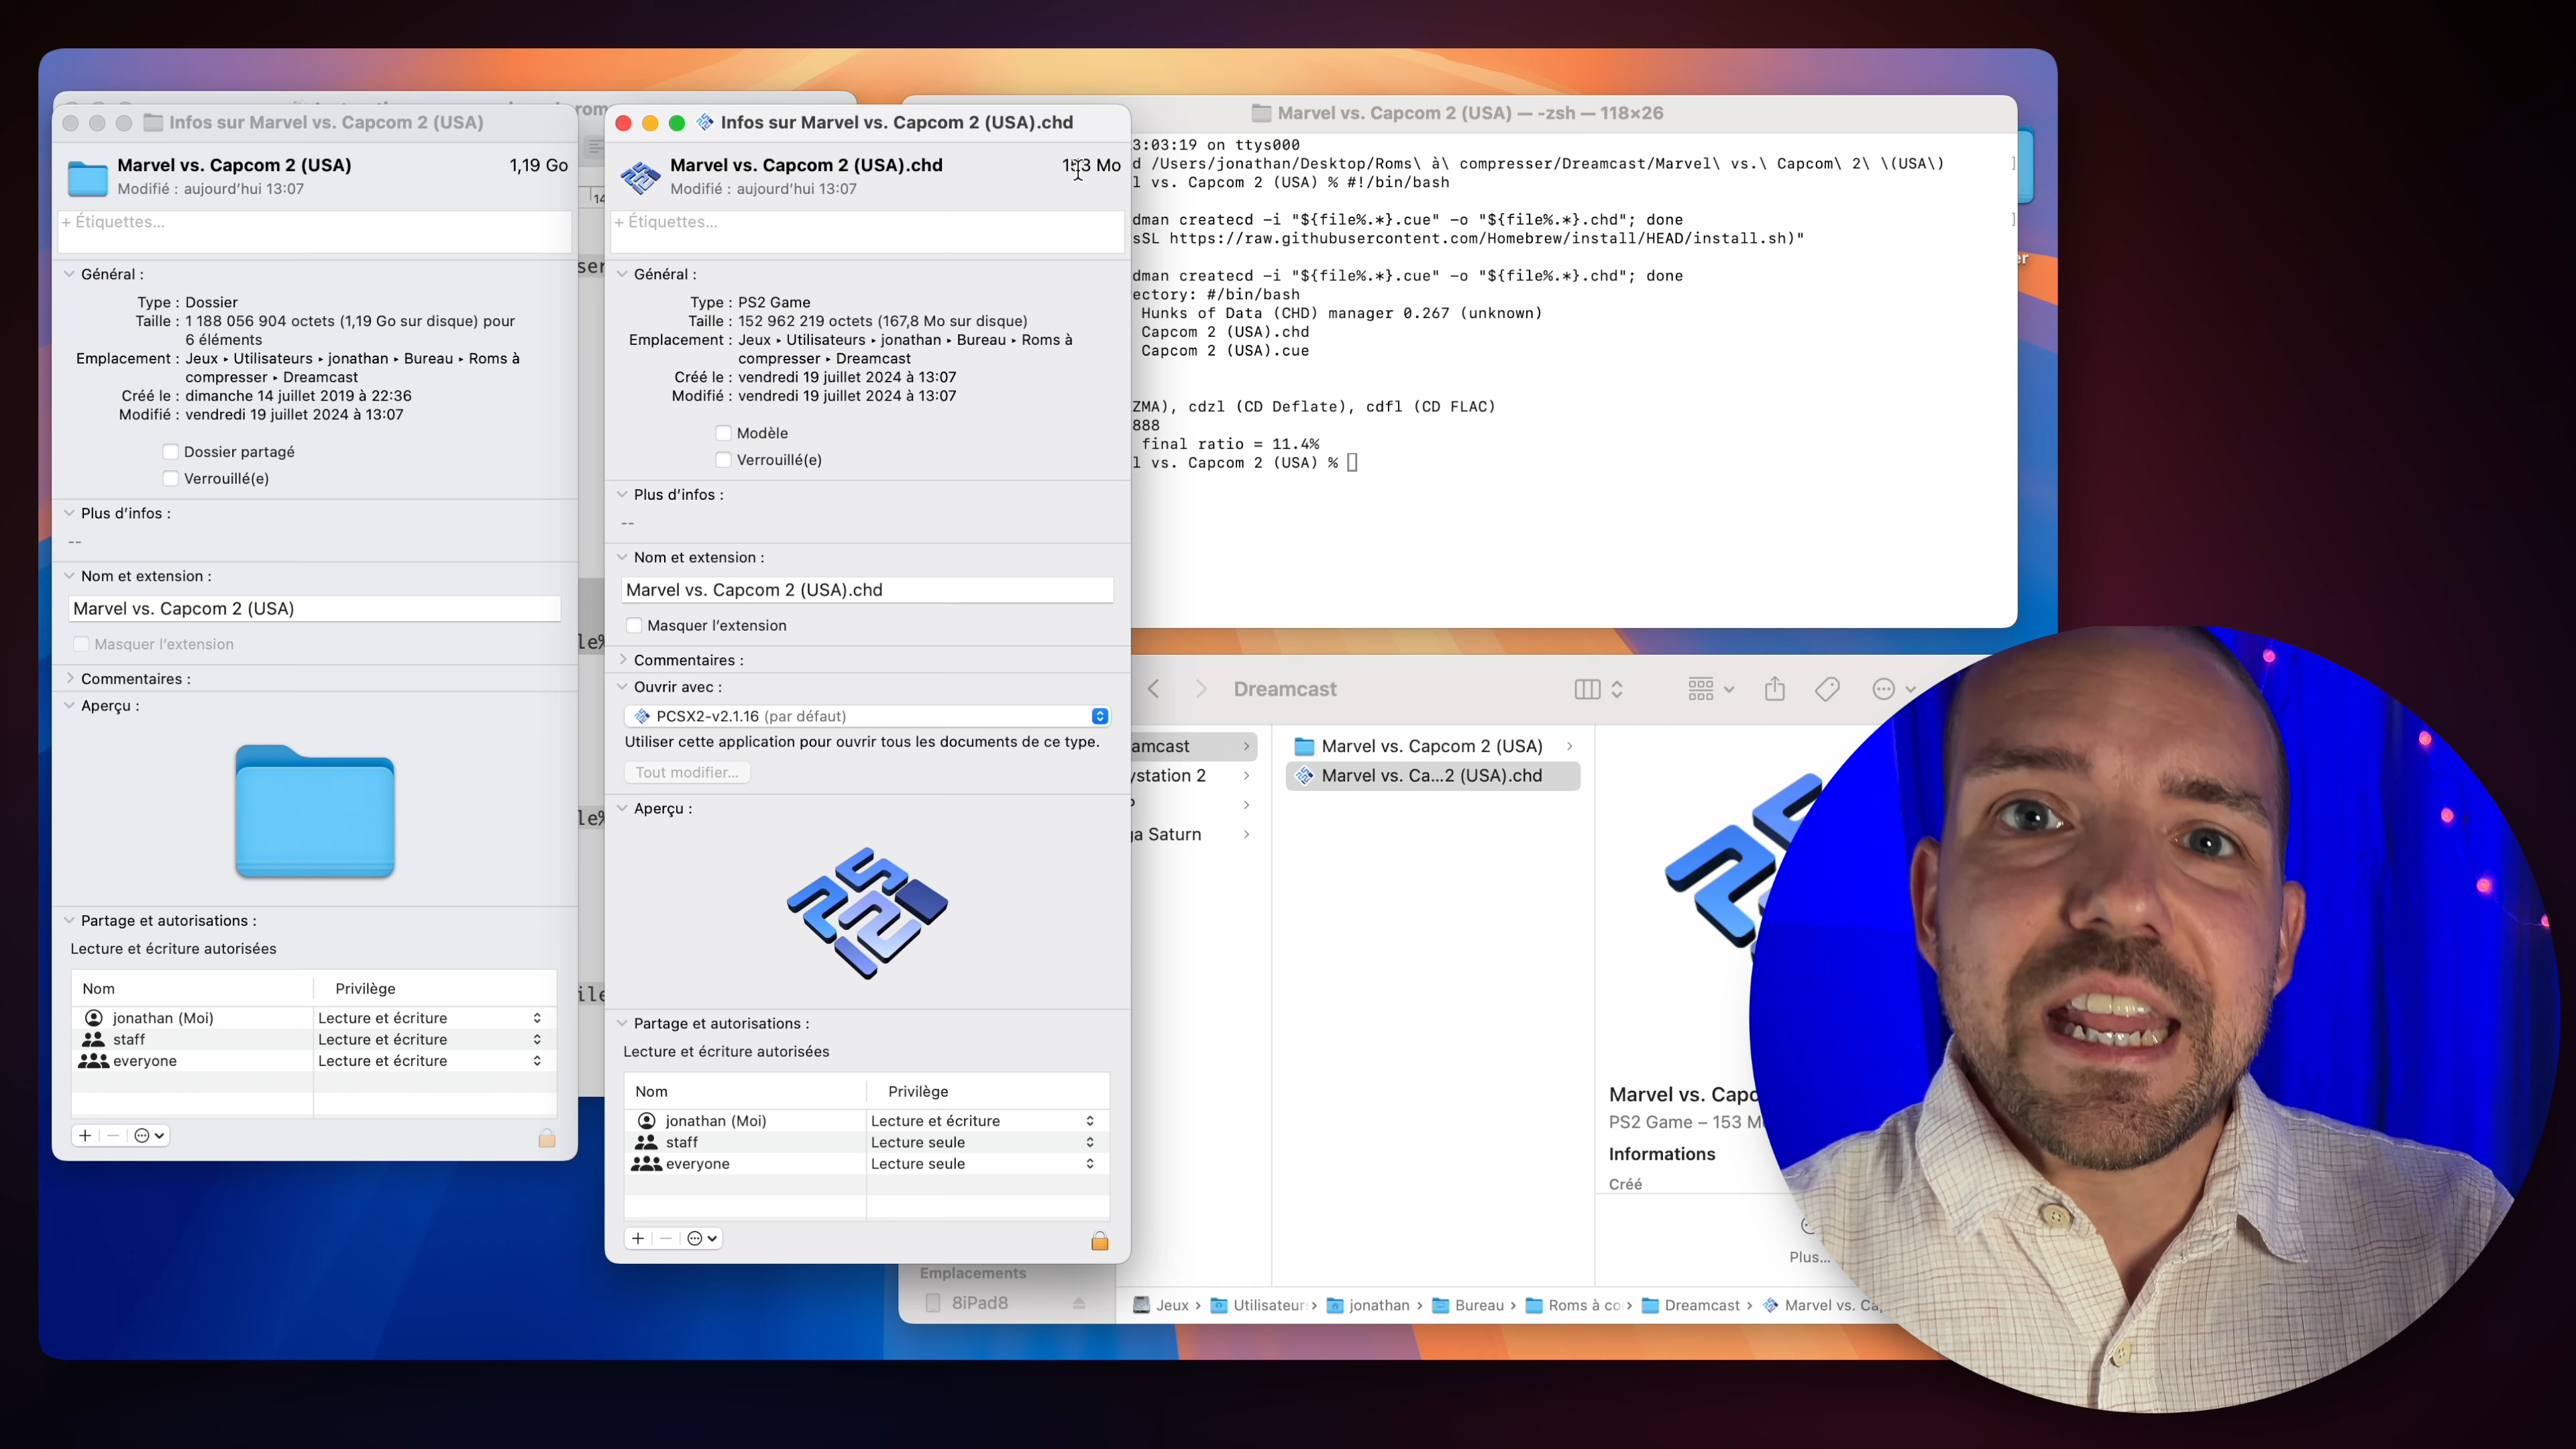 Infos sur Marvel vs. Capcom 2 (USA)
Marvel vs. Capcom 2 (USA)
1,19 Go
Modifié : aujourd’hui 13:07
+ Étiquettes...
Général :
Type : Dossier
Taille : 1 188 056 904 octets (1,19 Go sur disque) pour
6 éléments
Emplacement : Jeux ▸ Utilisateurs ▸ jonathan ▸ Bureau ▸ Roms à
compresser ▸ Dreamcast
Créé le : dimanche 14 juillet 2019 à 22:36
Modifié : vendredi 19 juillet 2024 à 13:07
Dossier partagé
Verrouillé(e)
Plus d’infos :
--
Nom et extension :
Marvel vs. Capcom 2 (USA)
Masquer l’extension
Commentaires :
Aperçu :
Partage et autorisations :
Lecture et écriture autorisées
Nom Privilège
jonathan (Moi) Lecture et écriture
staff Lecture et écriture
everyone Lecture et écriture
Infos sur Marvel vs. Capcom 2 (USA).chd
Marvel vs. Capcom 2 (USA).chd
153 Mo
Modifié : aujourd’hui 13:07
+ Étiquettes...
Général :
Type : PS2 Game
Taille : 152 962 219 octets (167,8 Mo sur disque)
Emplacement : Jeux ▸ Utilisateurs ▸ jonathan ▸ Bureau ▸ Roms à
compresser ▸ Dreamcast
Créé le : vendredi 19 juillet 2024 à 13:07
Modifié : vendredi 19 juillet 2024 à 13:07
Modèle
Verrouillé(e)
Plus d’infos :
--
Nom et extension :
Marvel vs. Capcom 2 (USA).chd
Masquer l’extension
Commentaires :
Ouvrir avec :
PCSX2-v2.1.16 (par défaut)
Utiliser cette application pour ouvrir tous les documents de ce type.
Tout modifier...
Aperçu :
Partage et autorisations :
Lecture et écriture autorisées
Nom Privilège
jonathan (Moi) Lecture et écriture
staff Lecture seule
everyone Lecture seule
Marvel vs. Capcom 2 (USA) — -zsh — 118×26
3:03:19 on ttys000
d /Users/jonathan/Desktop/Roms\ à\ compresser/Dreamcast/Marvel\ vs.\ Capcom\ 2\ \(USA\)
l vs. Capcom 2 (USA) % #!/bin/bash
dman createcd -i "${file%.*}.cue" -o "${file%.*}.chd"; done
sSL https://raw.githubusercontent.com/Homebrew/install/HEAD/install.sh)"
dman createcd -i "${file%.*}.cue" -o "${file%.*}.chd"; done
ectory: #/bin/bash
Hunks of Data (CHD) manager 0.267 (unknown)
Capcom 2 (USA).chd
Capcom 2 (USA).cue
ZMA), cdzl (CD Deflate), cdfl (CD FLAC)
888
final ratio = 11.4%
l vs. Capcom 2 (USA) %
Dreamcast
amcast
ystation 2
ga Saturn
Marvel vs. Capcom 2 (USA)
Marvel vs. Ca...2 (USA).chd
Marvel vs. Capc
PS2 Game – 153 M
Informations
Créé
Plus...
Emplacements
8iPad8
Jeux › Utilisateur › jonathan › Bureau › Roms à co › Dreamcast › Marvel vs. Ca